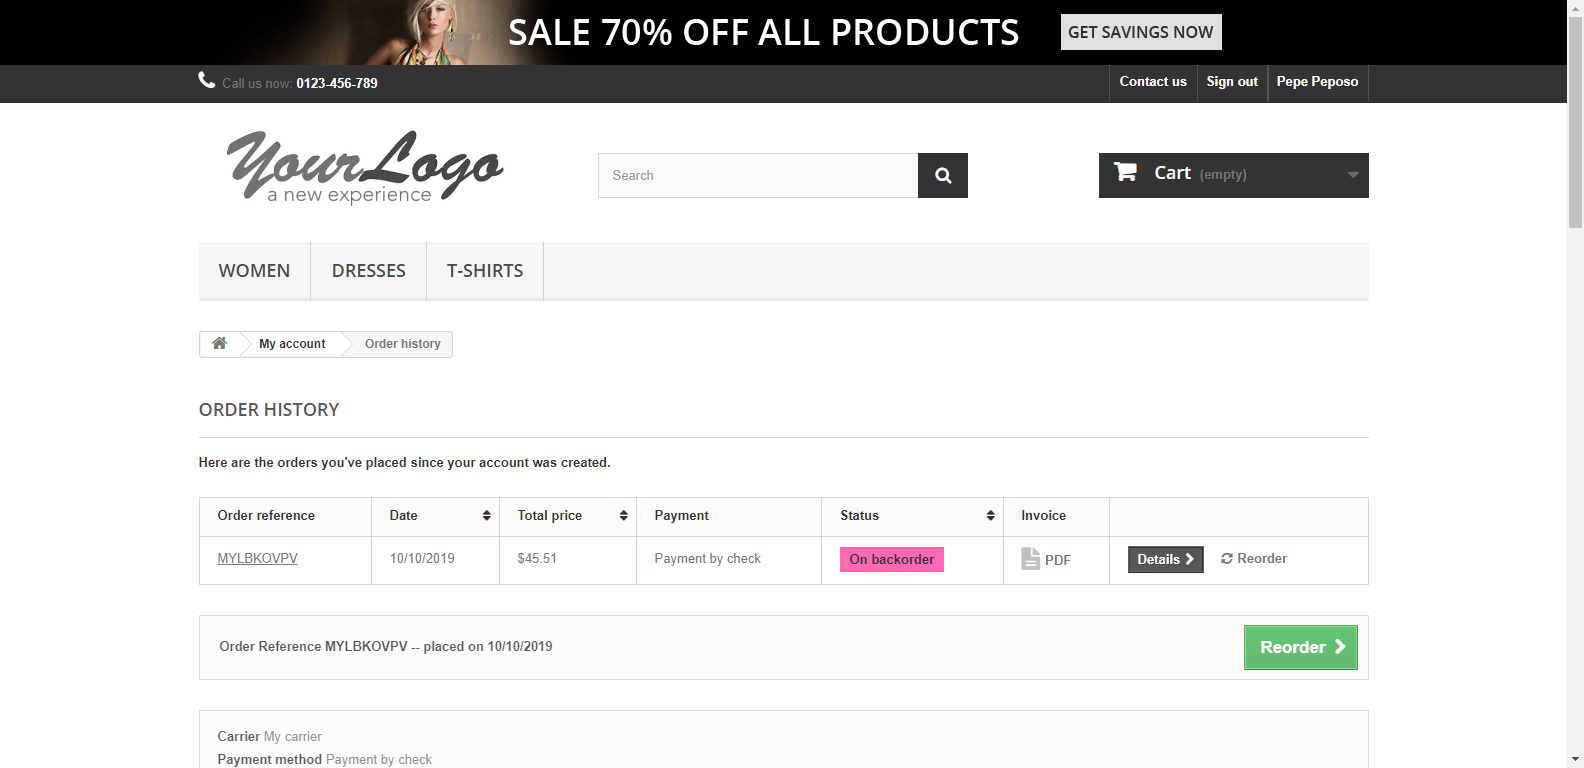 SALE 70% OFF ALL PRODUCTS GET SAVINGS NOW
Call us now: 0123-456-789 Contact us Sign out Pepe Peposo
YourLogo
a new experience
Search
Cart (empty)
WOMEN DRESSES T-SHIRTS
My account Order history
ORDER HISTORY
Here are the orders you've placed since your account was created.
Order reference Date Total price Payment Status Invoice
MYLBKOVPV 10/10/2019 $45.51 Payment by check On backorder PDF Details Reorder
Order Reference MYLBKOVPV -- placed on 10/10/2019 Reorder
Carrier My carrier
Payment method Payment by check